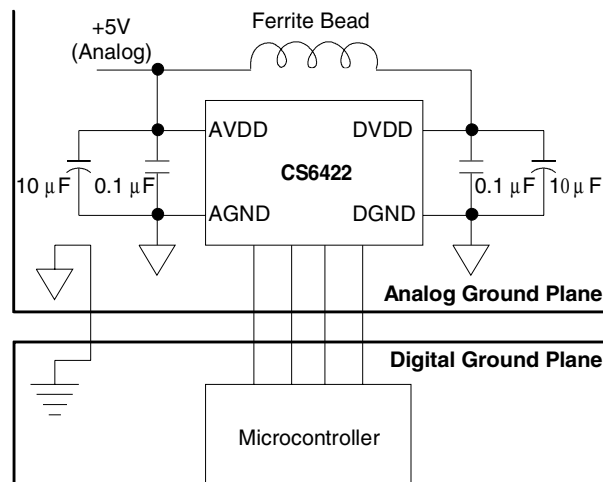 Ferrite Bead
+5V
(Analog)
AVDD DVDD
CS6422
10 µF 0.1 µF 0.1 µF 10 µF
AGND DGND
Analog Ground Plane
Digital Ground Plane
Microcontroller